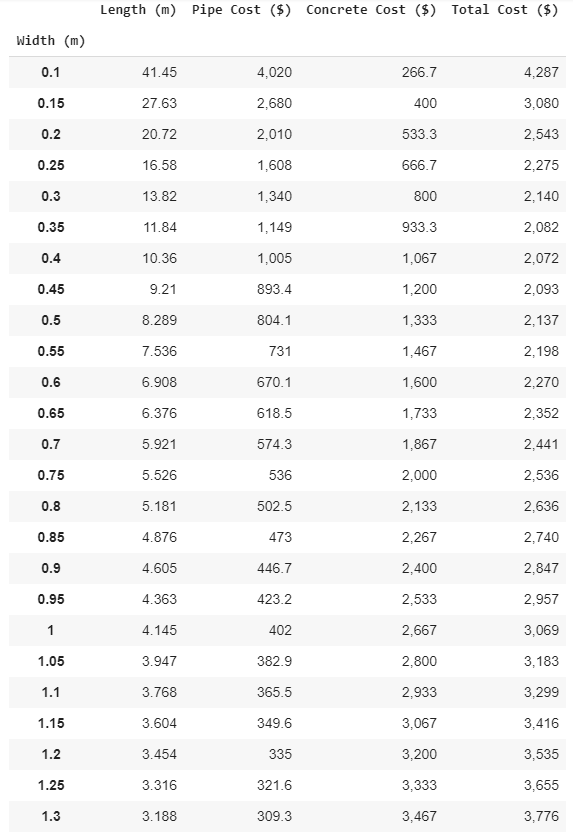 Length (m) Pipe Cost ($) Concrete Cost ($) Total Cost ($)
Width (m)
0.1 41.45 4,020 266.7 4,287
0.15 27.63 2,680 400 3,080
0.2 20.72 2,010 533.3 2,543
0.25 16.58 1,608 666.7 2,275
0.3 13.82 1,340 800 2,140
0.35 11.84 1,149 933.3 2,082
0.4 10.36 1,005 1,067 2,072
0.45 9.21 893.4 1,200 2,093
0.5 8.289 804.1 1,333 2,137
0.55 7.536 731 1,467 2,198
0.6 6.908 670.1 1,600 2,270
0.65 6.376 618.5 1,733 2,352
0.7 5.921 574.3 1,867 2,441
0.75 5.526 536 2,000 2,536
0.8 5.181 502.5 2,133 2,636
0.85 4.876 473 2,267 2,740
0.9 4.605 446.7 2,400 2,847
0.95 4.363 423.2 2,533 2,957
1 4.145 402 2,667 3,069
1.05 3.947 382.9 2,800 3,183
1.1 3.768 365.5 2,933 3,299
1.15 3.604 349.6 3,067 3,416
1.2 3.454 335 3,200 3,535
1.25 3.316 321.6 3,333 3,655
1.3 3.188 309.3 3,467 3,776